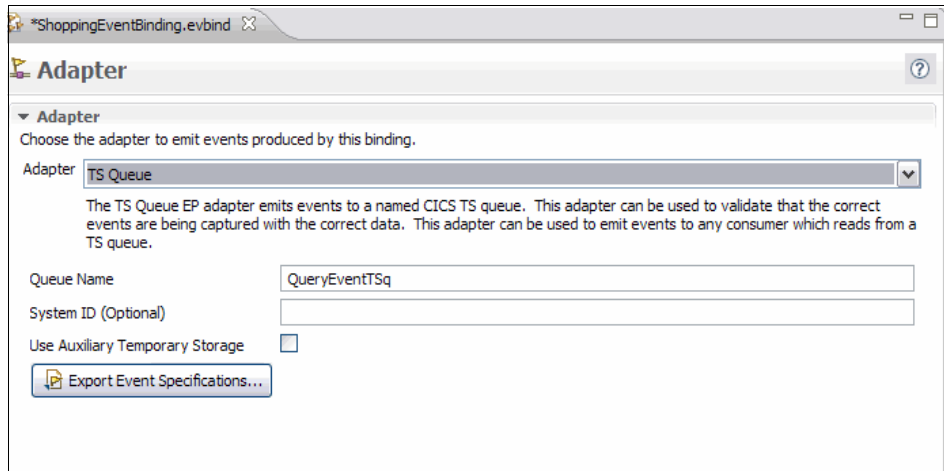 *ShoppingEventBinding.evbind
Adapter
Adapter
Choose the adapter to emit events produced by this binding.
Adapter TS Queue
The TS Queue EP adapter emits events to a named CICS TS queue. This adapter can be used to validate that the correct
events are being captured with the correct data. This adapter can be used to emit events to any consumer which reads from a
TS queue.
Queue Name QueryEventTSq
System ID (Optional)
Use Auxiliary Temporary Storage
Export Event Specifications...